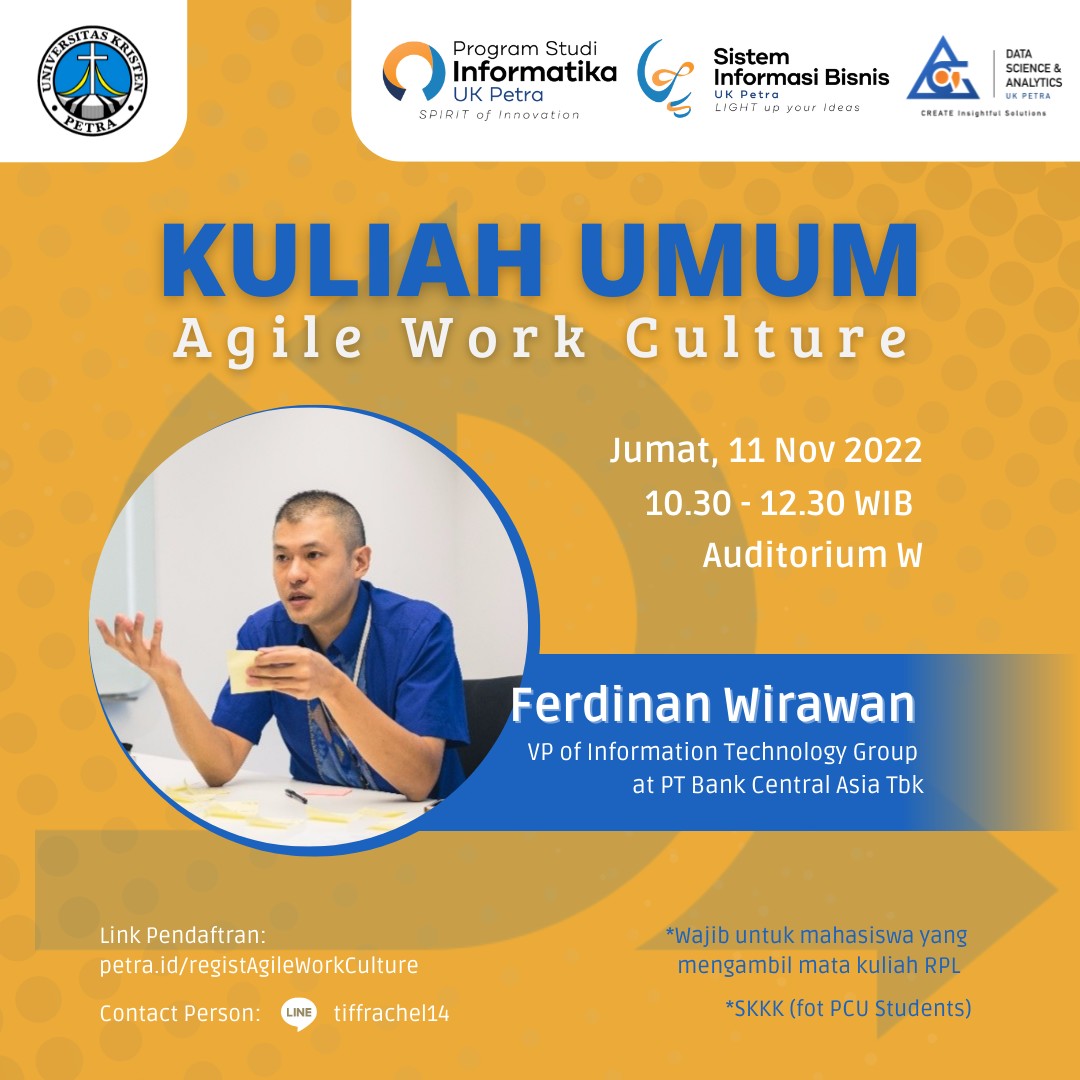 UNIVERSITAS KRISTEN
PETRA
Program Studi
Informatika
UK Petra
SPIRIT of Innovation
Sistem
Informasi Bisnis
UK Petra
LIGHT up your Ideas
DATA
SCIENCE &
ANALYTICS
UK PETRA
CREATE Insightful Solutions
KULIAH UMUM
Agile Work Culture
Jumat, 11 Nov 2022
10.30 - 12.30 WIB
Auditorium W
Ferdinan Wirawan
VP of Information Technology Group
at PT Bank Central Asia Tbk
Link Pendaftran:
petra.id/registAgileWorkCulture
Contact Person: LINE tiffrachel14
*Wajib untuk mahasiswa yang
mengambil mata kuliah RPL
*SKKK (fot PCU Students)